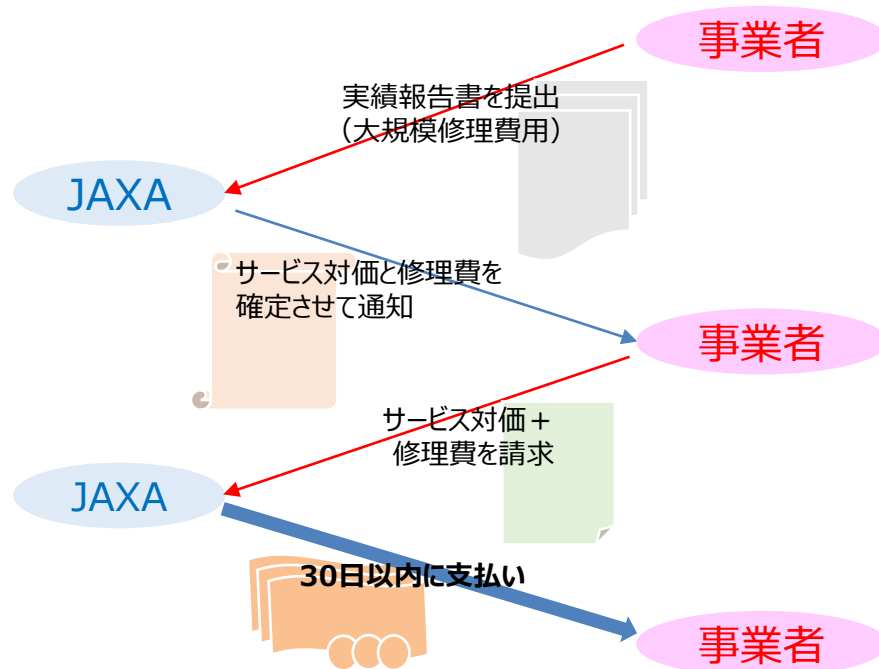 事業者
実績報告書を提出
（大規模修理費用）
JAXA
サービス対価と修理費を
確定させて通知
事業者
サービス対価＋
修理費を請求
JAXA
30日以内に支払い
事業者